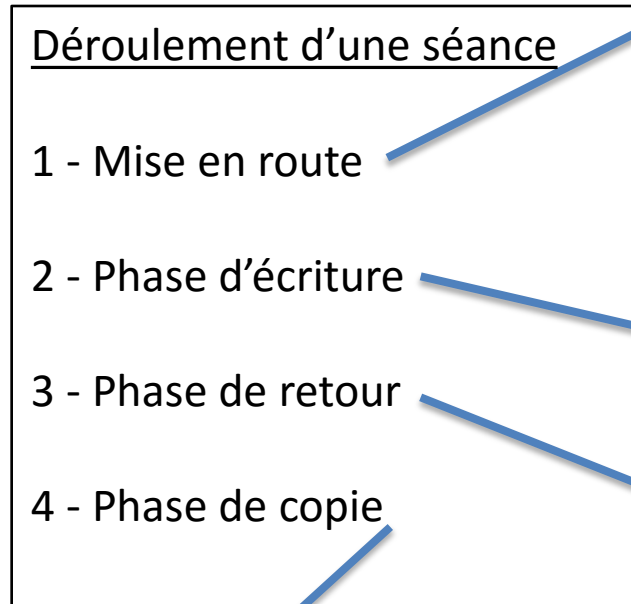 Déroulement d’une séance
1 - Mise en route
2 - Phase d’écriture
3 - Phase de retour
4 - Phase de copie